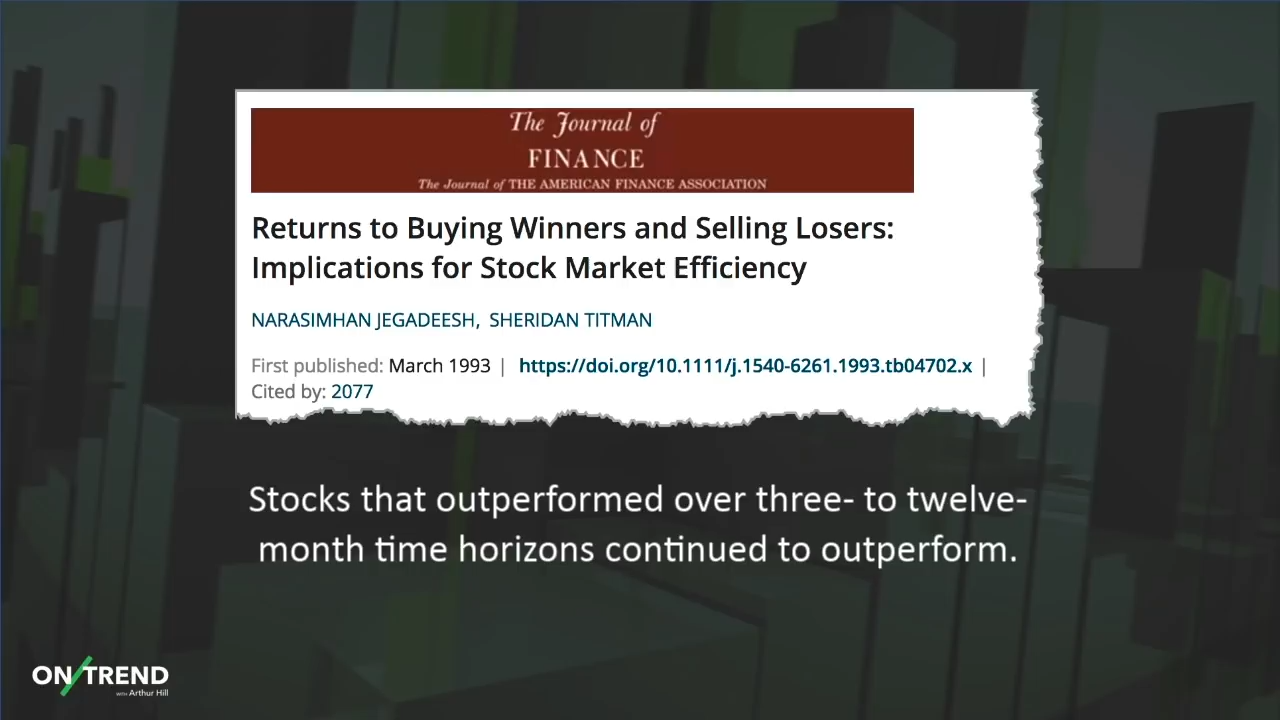 The Journal of
FINANCE
The Journal of THE AMERICAN FINANCE ASSOCIATION
Returns to Buying Winners and Selling Losers:
Implications for Stock Market Efficiency
NARASIMHAN JEGADEESH, SHERIDAN TITMAN
First published: March 1993 | https://doi.org/10.1111/j.1540-6261.1993.tb04702.x |
Cited by: 2077
Stocks that outperformed over three- to twelve-
month time horizons continued to outperform.
ON/TREND
with Arthur Hill